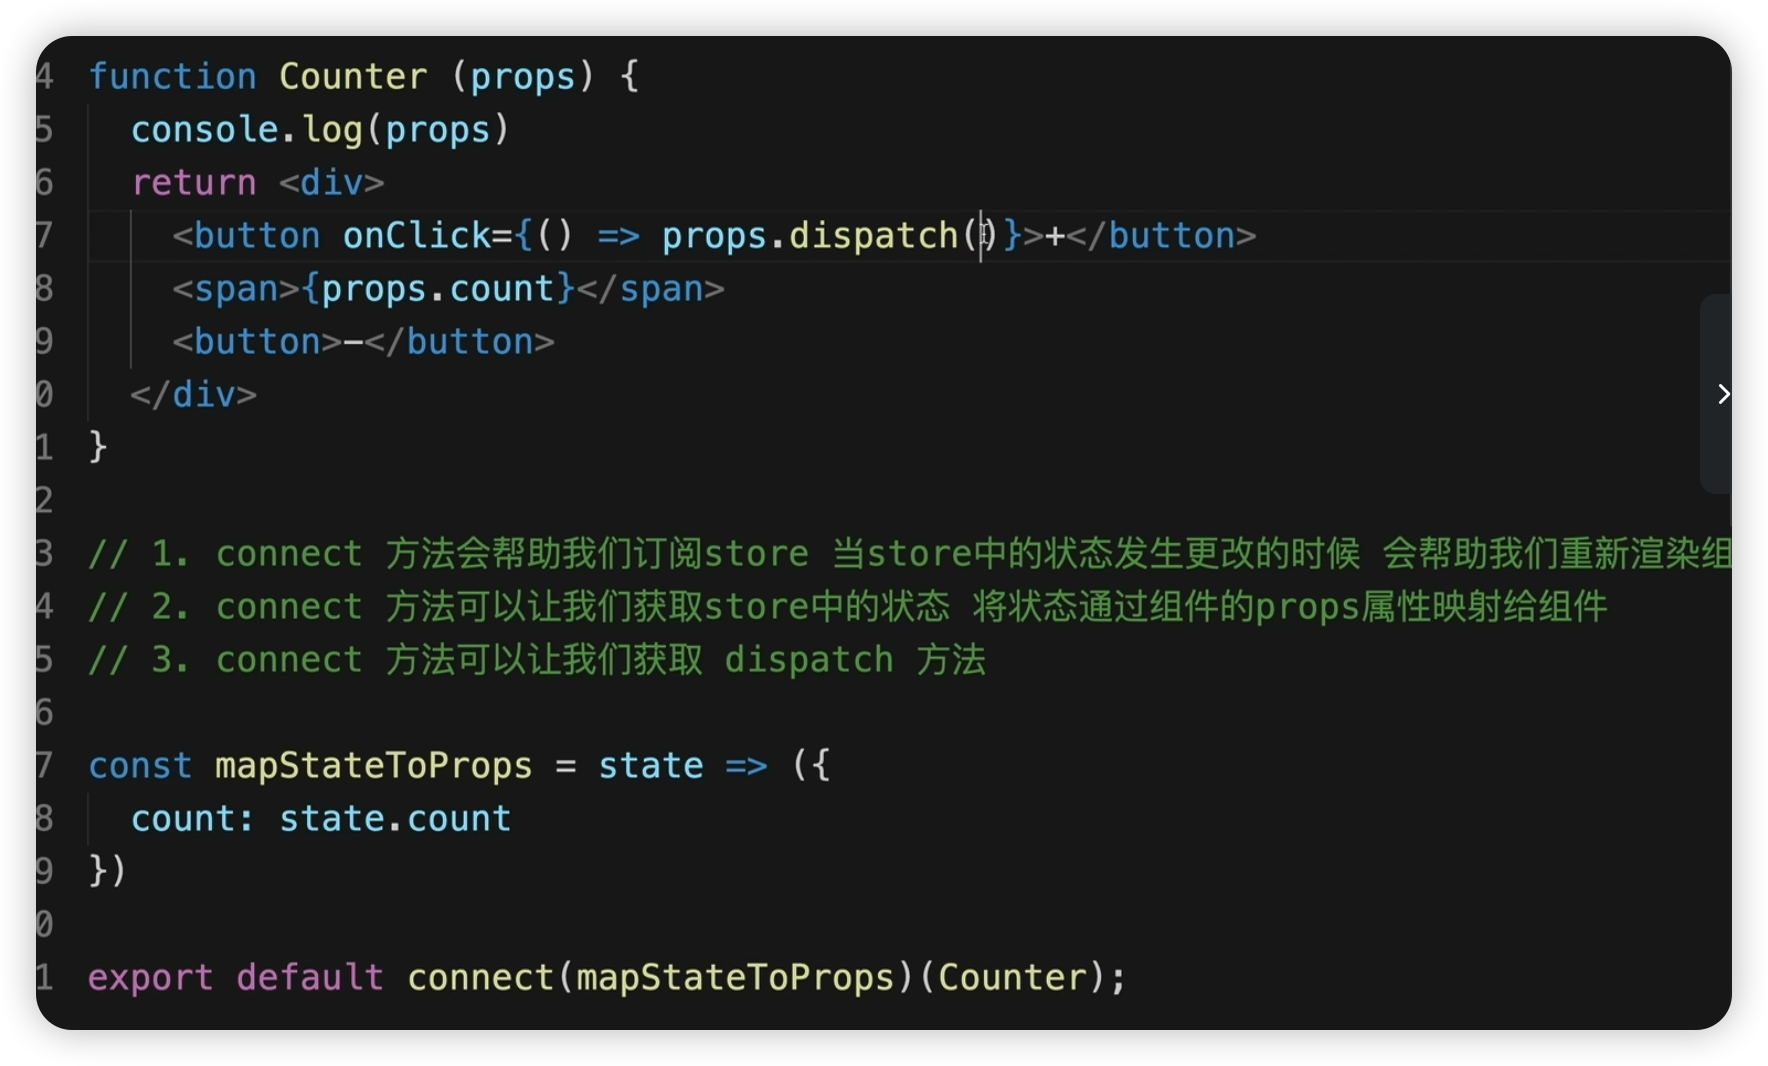 4 function Counter (props) {
5   console.log(props)
6   return <div>
7     <button onClick={() => props.dispatch()}>+</button>
8     <span>{props.count}</span>
9     <button>-</button>
0   </div>
1 }
2
3 // 1. connect 方法会帮助我们订阅store 当store中的状态发生更改的时候 会帮助我们重新渲染组
4 // 2. connect 方法可以让我们获取store中的状态 将状态通过组件的props属性映射给组件
5 // 3. connect 方法可以让我们获取 dispatch 方法
6
7 const mapStateToProps = state => ({
8   count: state.count
9 })
0
1 export default connect(mapStateToProps)(Counter);